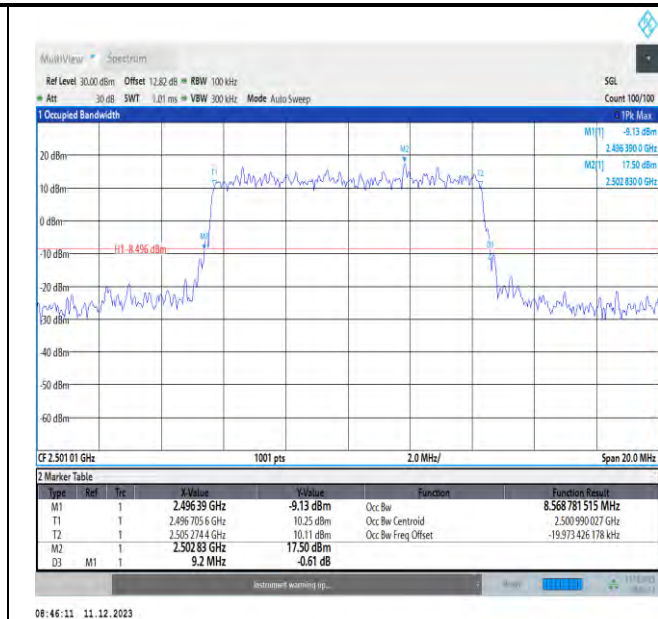 MultiView Spectrum
Ref Level 30.00 dBm Offset 12.82 dB RBW 100 kHz SGL
Att 30 dB SWT 1.01 ms VBW 300 kHz Mode Auto Sweep Count 100/100
1 Occupied Bandwidth 1Pk Max
M1[1] -9.13 dBm
2.496 390 0 GHz
M2[1] 17.50 dBm
2.502 830 0 GHz
M2
20 dBm
T1 T2
10 dBm
0 dBm
M1
D3
H1 -8.496 dBm
-10 dBm
-20 dBm
-30 dBm
-40 dBm
-50 dBm
-60 dBm
CF 2.501 01 GHz 1001 pts 2.0 MHz/ Span 20.0 MHz
2 Marker Table
Type Ref Trc X-Value Y-Value Function Function Result
M1 1 2.496 39 GHz -9.13 dBm Occ Bw 8.568 781 515 MHz
T1 1 2.496 705 6 GHz 10.25 dBm Occ Bw Centroid 2.500 990 027 GHz
T2 1 2.505 274 4 GHz 10.11 dBm Occ Bw Freq Offset -19.973 426 178 kHz
M2 1 2.502 83 GHz 17.50 dBm
D3 M1 1 9.2 MHz -0.61 dB
Instrument warming up...
08:46:11 11.12.2023